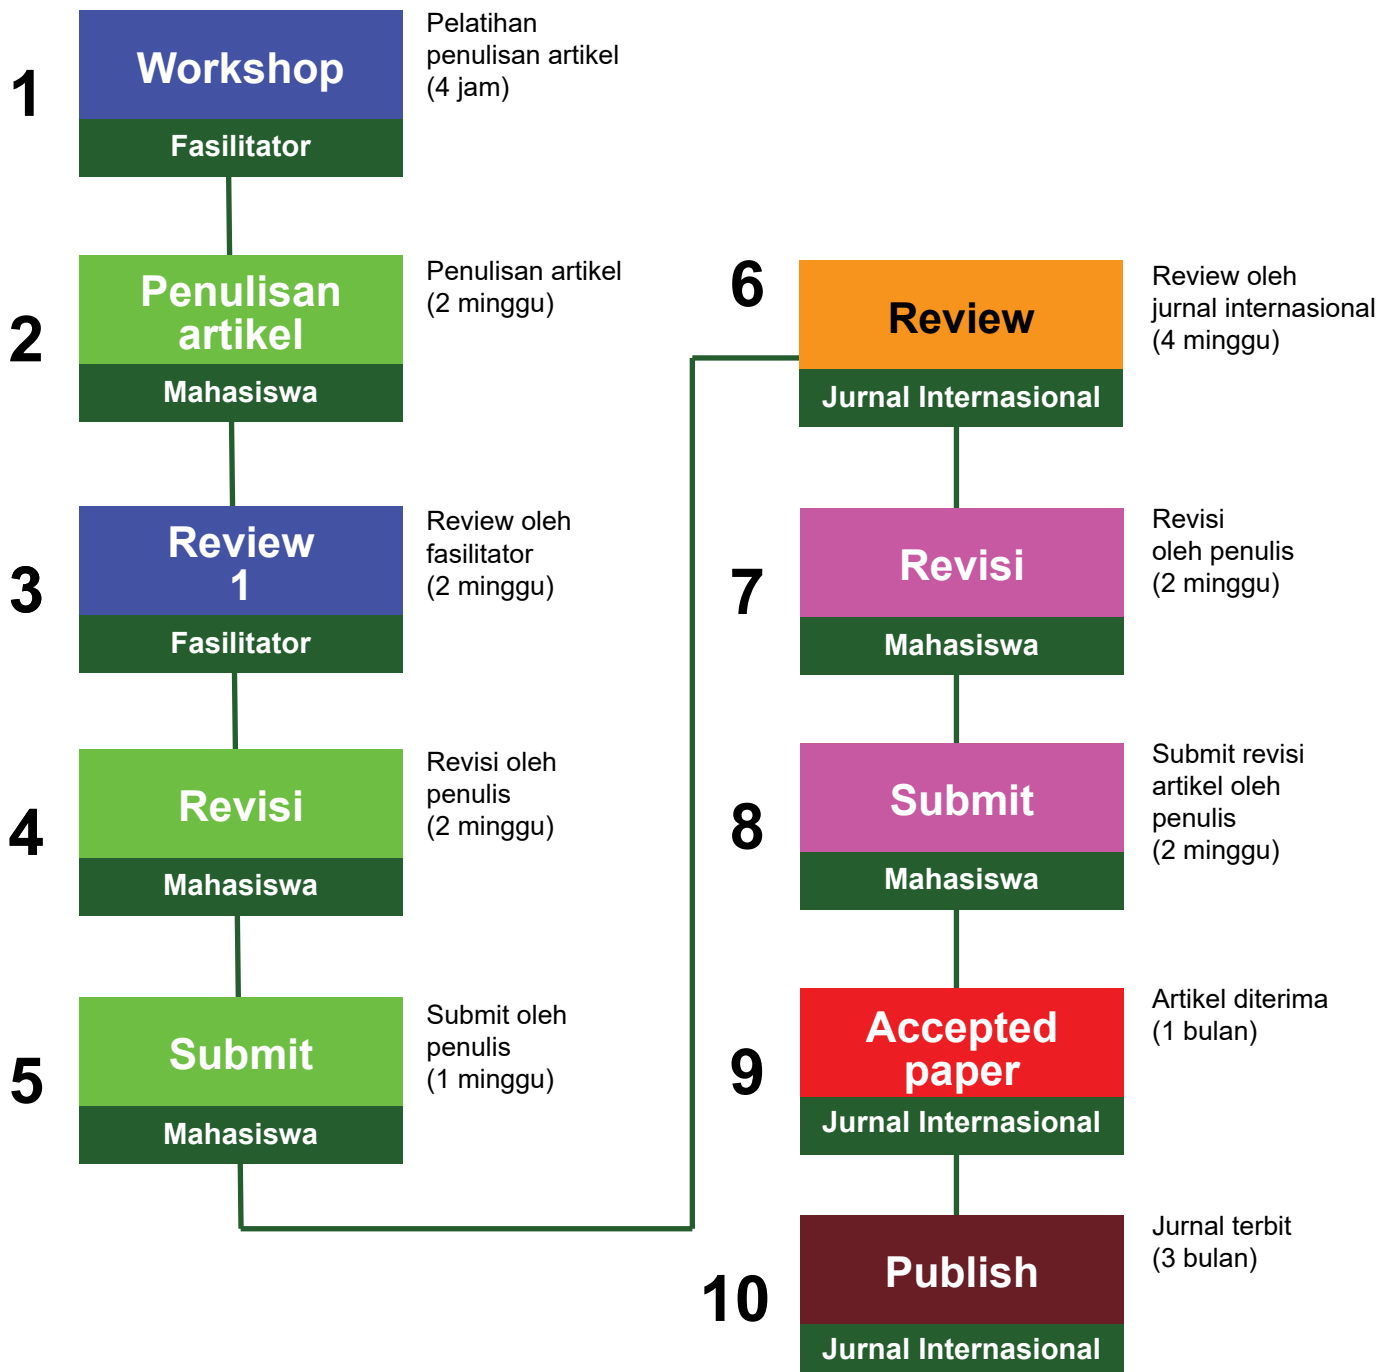 1
Workshop
Fasilitator
Pelatihan
penulisan artikel
(4 jam)
2
Penulisan
artikel
Mahasiswa
Penulisan artikel
(2 minggu)
3
Review
1
Fasilitator
Review oleh
fasilitator
(2 minggu)
4
Revisi
Mahasiswa
Revisi oleh
penulis
(2 minggu)
5
Submit
Mahasiswa
Submit oleh
penulis
(1 minggu)
6
Review
Jurnal Internasional
Review oleh
jurnal internasional
(4 minggu)
7
Revisi
Mahasiswa
Revisi
oleh penulis
(2 minggu)
8
Submit
Mahasiswa
Submit revisi
artikel oleh
penulis
(2 minggu)
9
Accepted
paper
Jurnal Internasional
Artikel diterima
(1 bulan)
10
Publish
Jurnal Internasional
Jurnal terbit
(3 bulan)